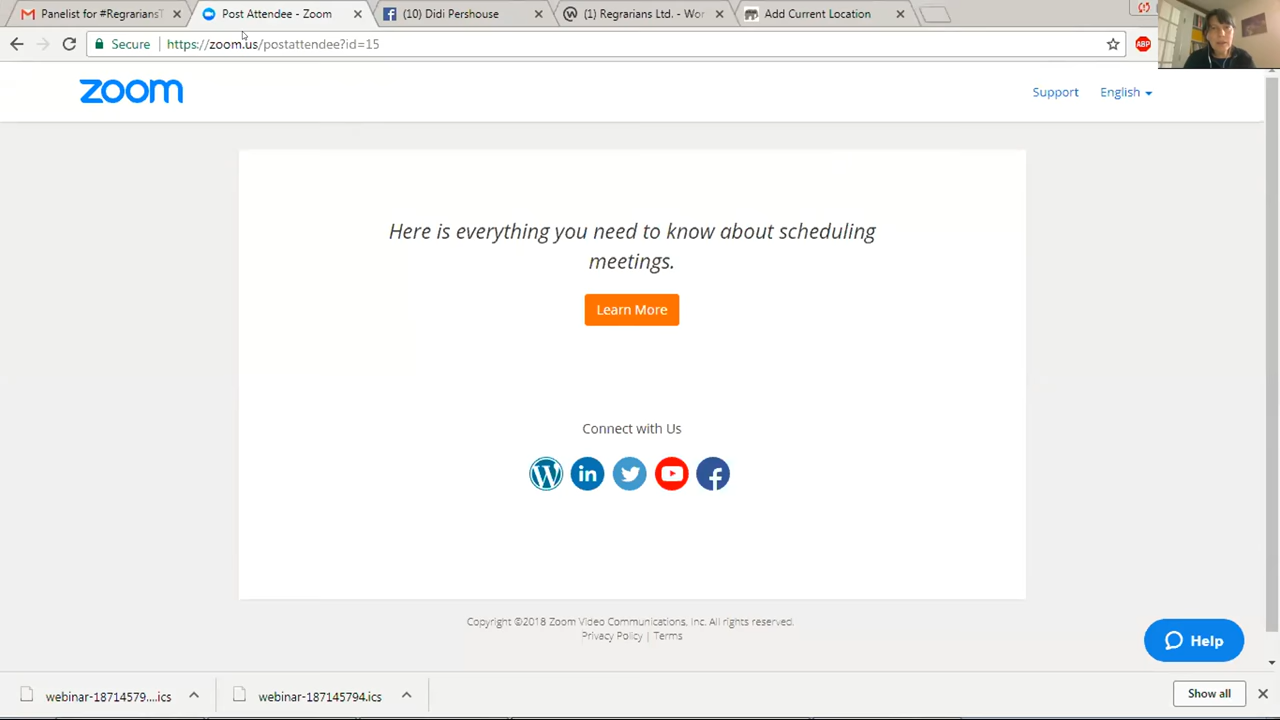 Panelist for #RegrariansT
Post Attendee - Zoom
(10) Didi Pershouse
(1) Regrarians Ltd. - Wor
Add Current Location
Secure
https://zoom.us/postattendee?id=15
ABP
zoom
Support
English
Here is everything you need to know about scheduling
meetings.
Learn More
Connect with Us
Copyright ©2018 Zoom Video Communications, Inc. All rights reserved.
Privacy Policy | Terms
Help
webinar-18714579....ics
webinar-187145794.ics
Show all